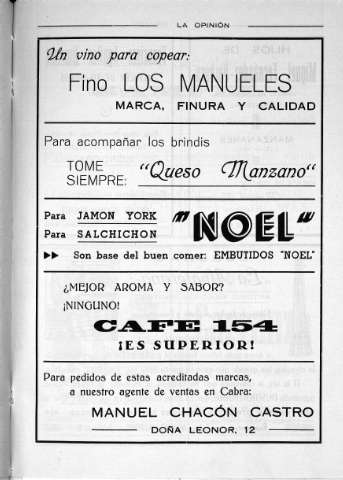 LA OPINIÓN
Un vino para copear:
Fino LOS MANUELES
MARCA, FINURA Y CALIDAD
Para acompañar los brindis
TOME SIEMPRE: "Queso Manzano"
Para JAMON YORK
Para SALCHICHON
"NOEL"
Son base del buen comer: EMBUTIDOS "NOEL"
¿MEJOR AROMA Y SABOR?
¡NINGUNO!
CAFE 154
¡ES SUPERIOR!
Para pedidos de estas acreditadas marcas,
a nuestro agente de ventas en Cabra:
MANUEL CHACÓN CASTRO
DOÑA LEONOR, 12